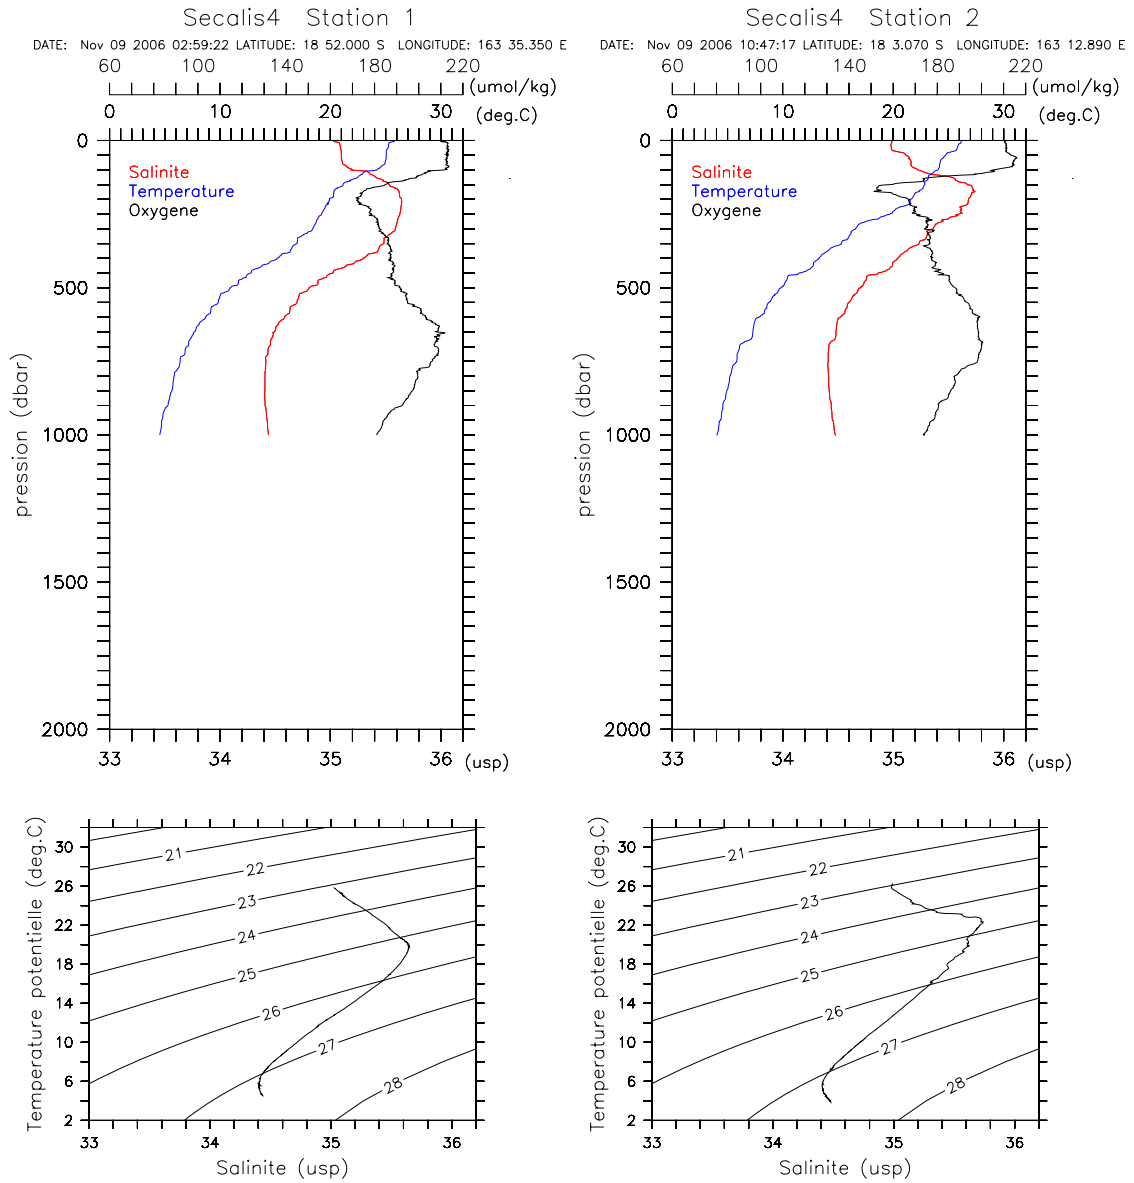 Secalis4 Station 1
DATE: Nov 09 2006 02:59:22 LATITUDE: 18 52.000 S LONGITUDE: 163 35.350 E
60 100 140 180 220
(umol/kg)
0 10 20 30
(deg.C)
0
Salinite
Temperature
Oxygene
500
pression (dbar)
1000
1500
2000
33 34 35 36 (usp)
Secalis4 Station 2
DATE: Nov 09 2006 10:47:17 LATITUDE: 18 3.070 S LONGITUDE: 163 12.890 E
60 100 140 180 220
(umol/kg)
0 10 20 30
(deg.C)
0
Salinite
Temperature
Oxygene
500
pression (dbar)
1000
1500
2000
33 34 35 36 (usp)
Temperature potentielle (deg.C)
30
26
22
18
14
10
6
2
21
22
23
24
25
26
27
28
33 34 35 36
Salinite (usp)
Temperature potentielle (deg.C)
30
26
22
18
14
10
6
2
21
22
23
24
25
26
27
28
33 34 35 36
Salinite (usp)